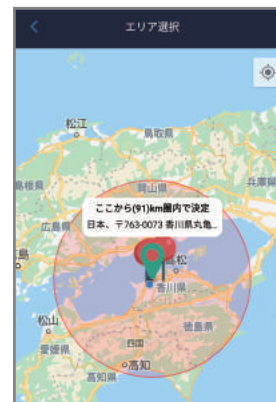 エリア選択
松江
鳥取県
島根県
岡山県
兵庫県
ここから(91)km圏内で決定
日本、〒763-0073 香川県丸亀...
広島県
島
高松
香川県
松山
徳島県
愛媛県
四国
高知
高知県